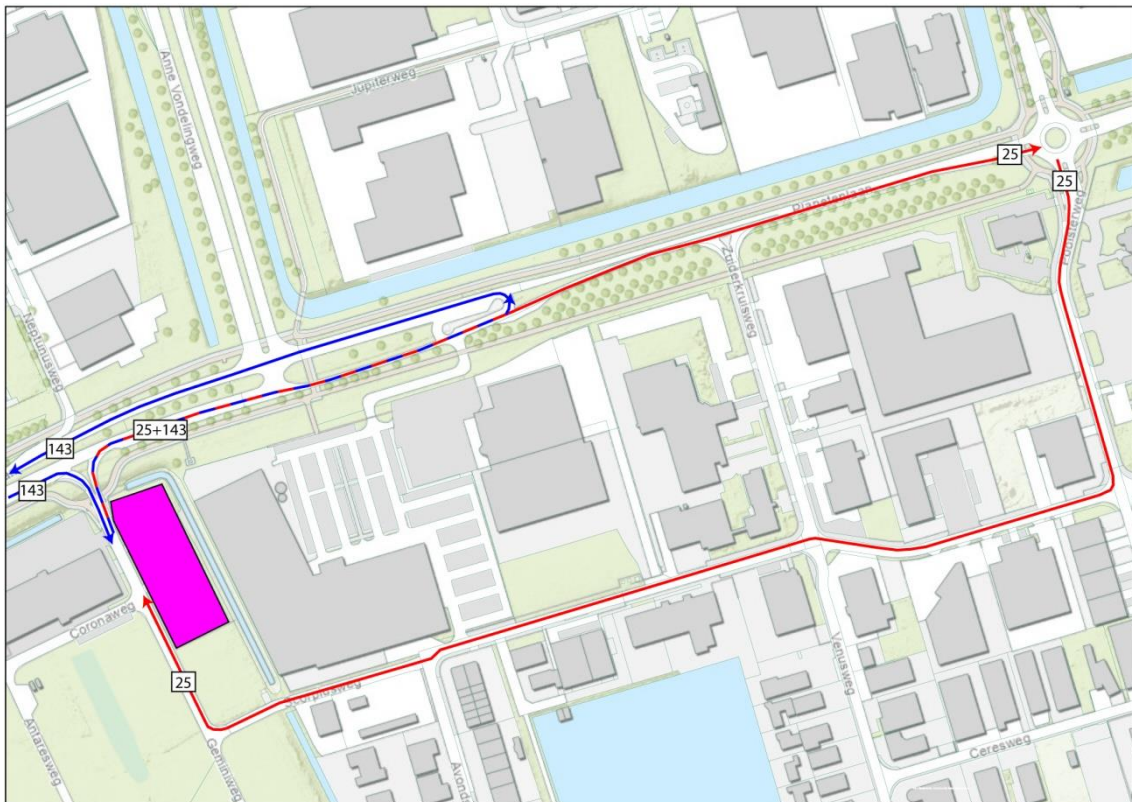 Jupiterweg
Anne Vondelingweg
25
25
Planetenlaan
Poolsterweg
Zuiderkruisweg
Neptunusweg
25+143
143
143
Coronaweg
25
Scorpiusweg
Venusweg
Antaresweg
Geminiweg
Avond
Ceresweg